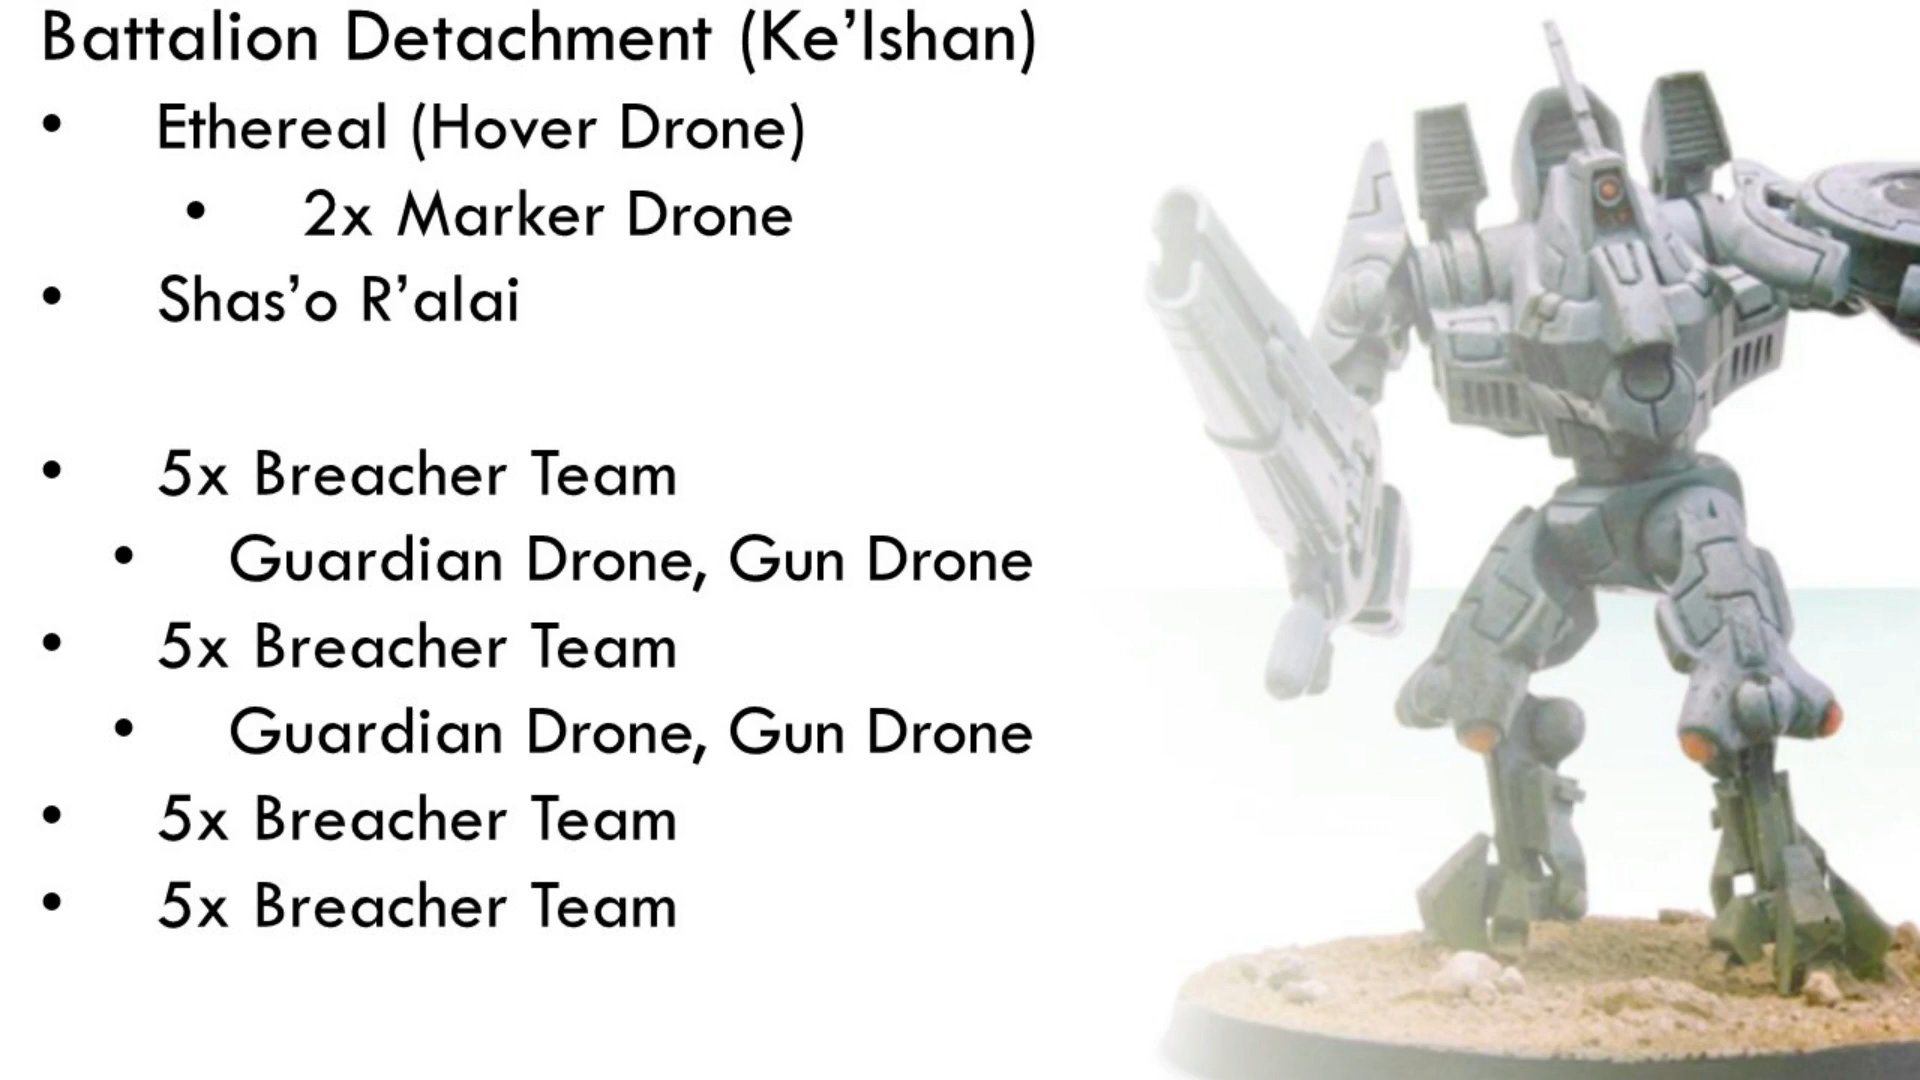 Battalion Detachment (Ke’lshan)
• Ethereal (Hover Drone)
• 2x Marker Drone
• Shas’o R’alai
• 5x Breacher Team
• Guardian Drone, Gun Drone
• 5x Breacher Team
• Guardian Drone, Gun Drone
• 5x Breacher Team
• 5x Breacher Team